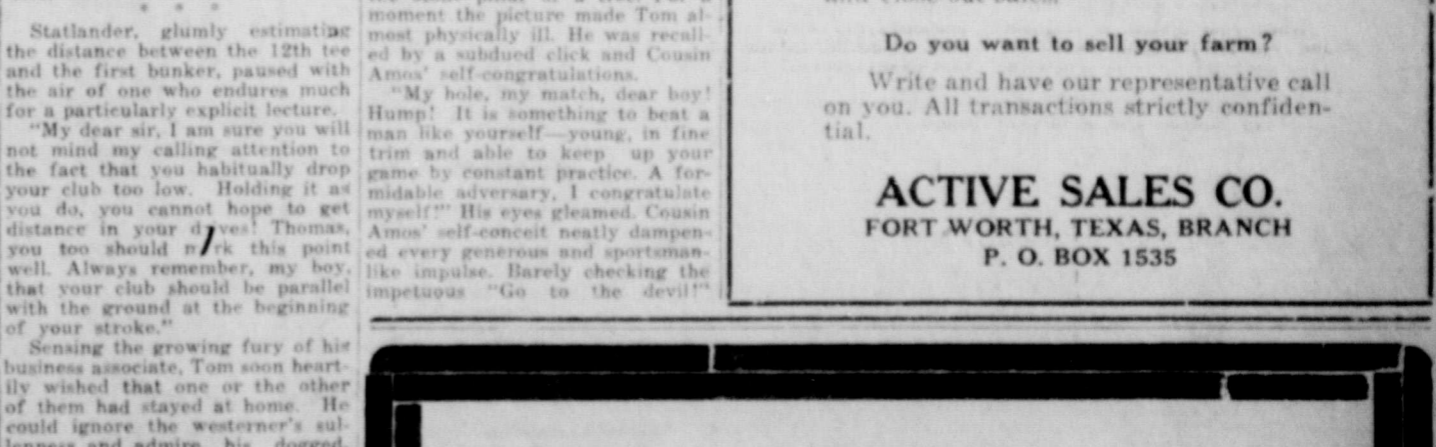 * * *
Statlander, glumly estimating
the distance between the 12th tee
and the first bunker, paused with
the air of one who endures much
for a particularly explicit lecture.
"My dear sir, I am sure you will
not mind my calling attention to
the fact that you habitually drop
your club too low. Holding it as
you do, you cannot hope to get
distance in your d ves! Thomas,
you too should m rk this point
well. Always remember, my boy,
that your club should be parallel
with the ground at the beginning
of your stroke."
Sensing the growing fury of his
business associate, Tom soon heart-
ily wished that one or the other
of them had stayed at home. He
could ignore the westerner's sul-
lenness and admire his dogged,
moment the picture made Tom al-
most physically ill. He was recall-
ed by a subdued click and Cousin
Amos' self-congratulations.
"My hole, my match, dear boy!
Hump! It is something to beat a
man like yourself—young, in fine
trim and able to keep up your
game by constant practice. A for-
midable adversary, I congratulate
myself!" His eyes gleamed. Cousin
Amos' self-conceit neatly dampen-
ed every generous and sportsman-
like impulse. Barely checking the
impetuous "Go to the devil!"
Do you want to sell your farm?
Write and have our representative call
on you. All transactions strictly confiden-
tial.
ACTIVE SALES CO.
FORT WORTH, TEXAS, BRANCH
P. O. BOX 1535